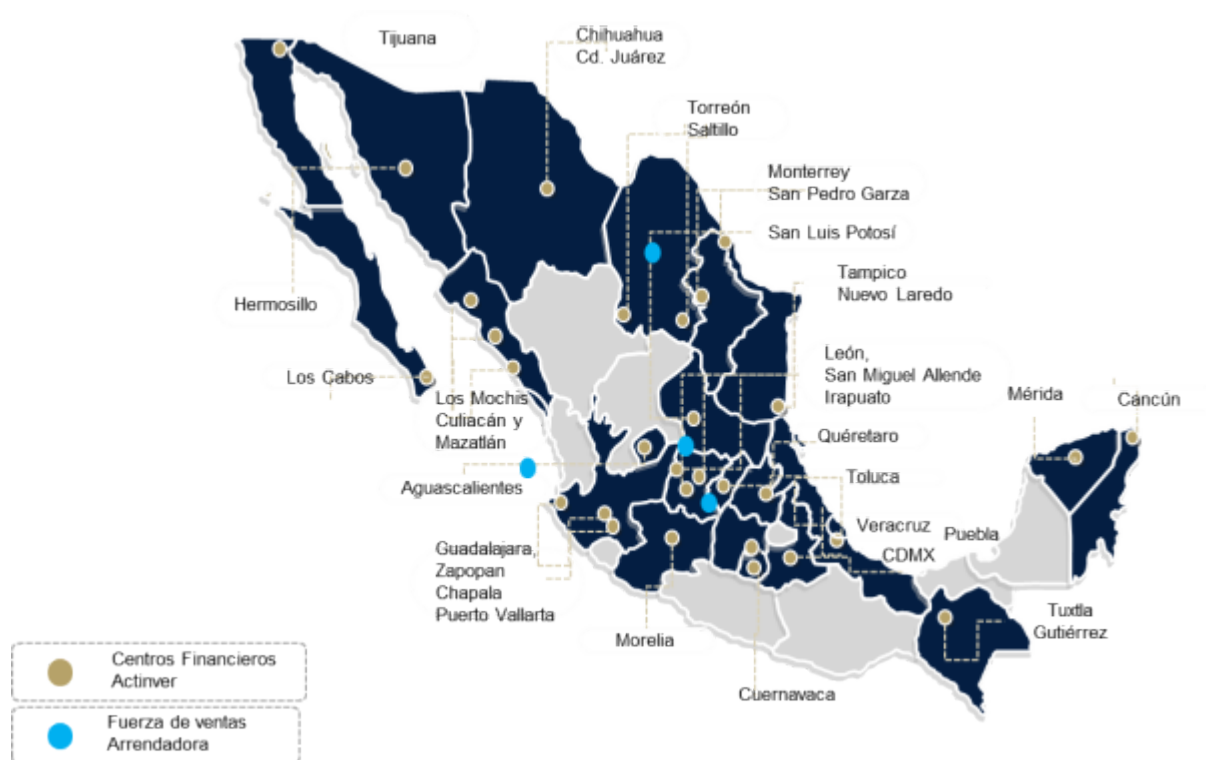 Tijuana
Chihuahua
Cd. Juárez
Torreón
Saltillo
Monterrey
San Pedro Garza
San Luis Potosí
Tampico
Nuevo Laredo
Hermosillo
León,
San Miguel Allende
Irapuato
Los Cabos
Mérida
Cáncún
Los Mochis
Culiacán y
Mazatlán
Quéretaro
Toluca
Aguascalientes
Veracruz
Puebla
CDMX
Guadalajara,
Zapopan
Chapala
Puerto Vallarta
Tuxtla
Gutiérrez
Morelia
Cuernavaca
Centros Financieros
Actinver
Fuerza de ventas
Arrendadora